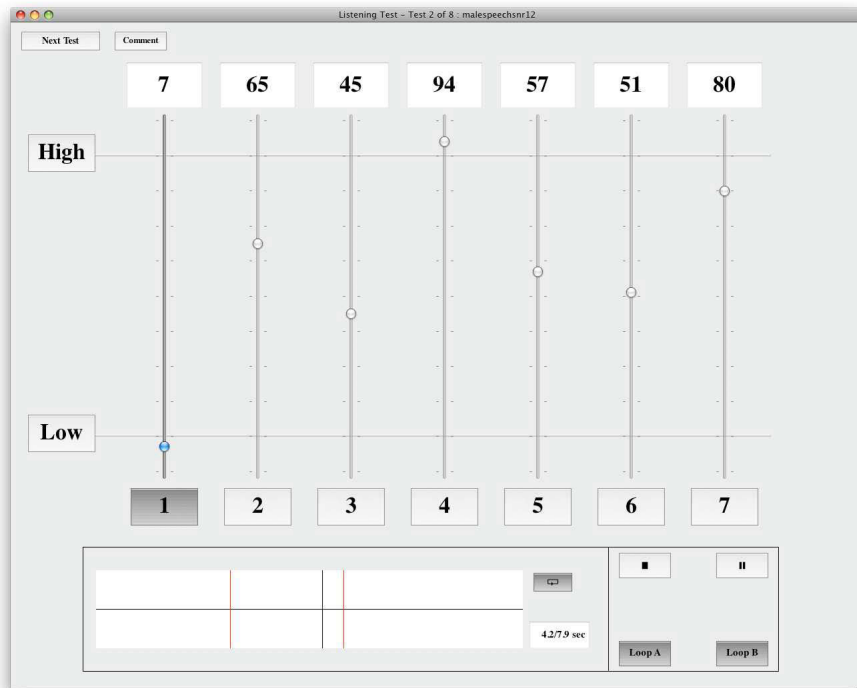 Listening Test - Test 2 of 8 : malespeechsnr12
Next Test Comment
7 65 45 94 57 51 80
High
Low
1 2 3 4 5 6 7
4.2/7.9 sec
Loop A Loop B